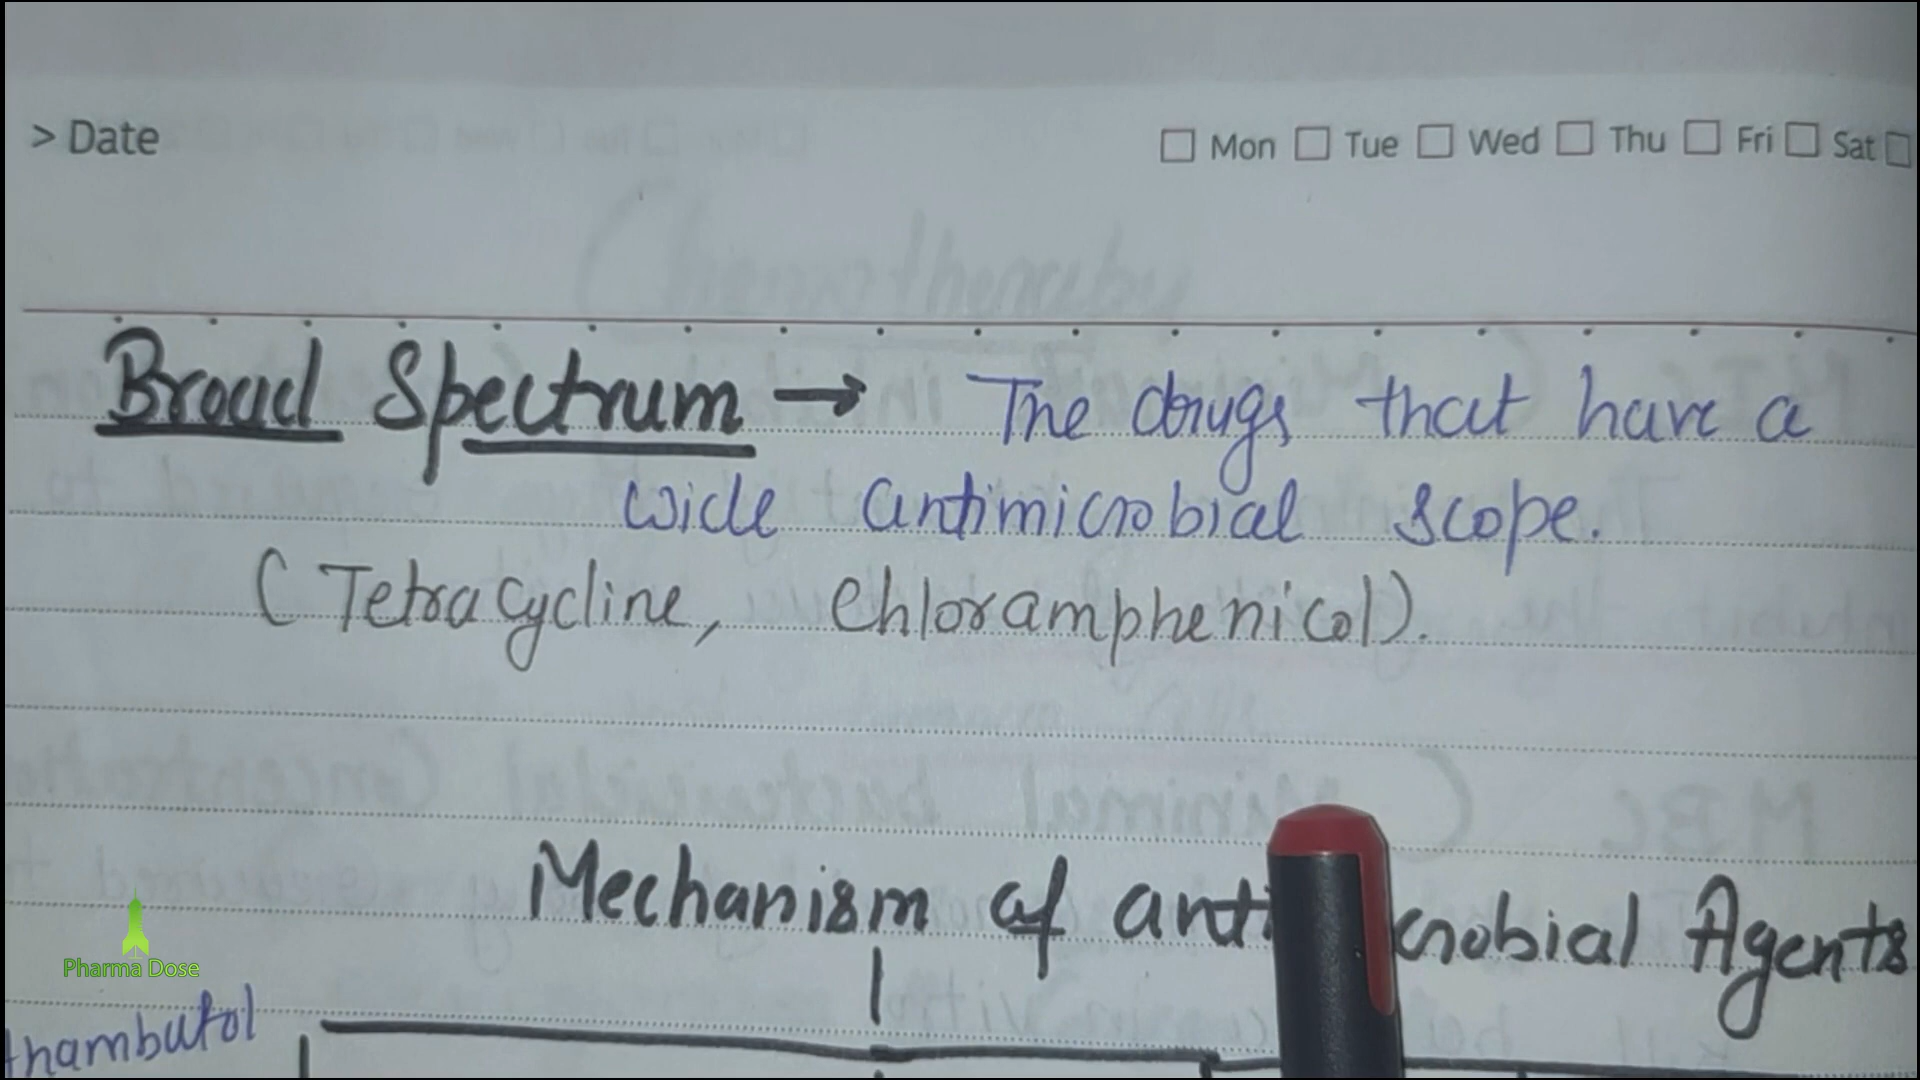 > Date
Mon Tue Wed Thu Fri Sat
Broad Spectrum → The drugs that have a
wide antimicrobial scope.
(Tetracycline, Chloramphenicol).
Mechanism of anti crobial Agents
Pharma Dose
thambutol